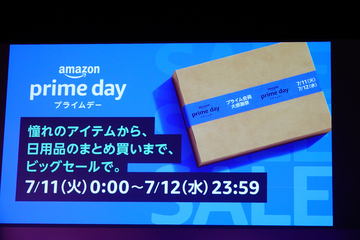 amazon
prime day
プライムデー
憧れのアイテムから、
日用品のまとめ買いまで、
ビッグセールで。
7/11(火)0:00〜7/12(水)23:59
amazon
prime day
プライム会員
大感謝祭
prime day
7/11(火)
7/12(水)
SALE
SALE